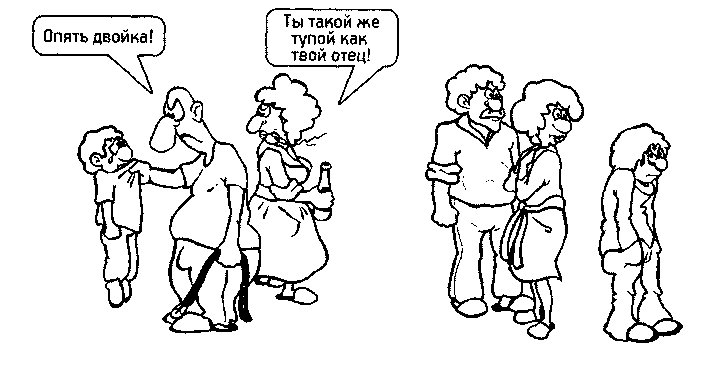 Опять двойка!
Ты такой же
тупой как
твой отец!